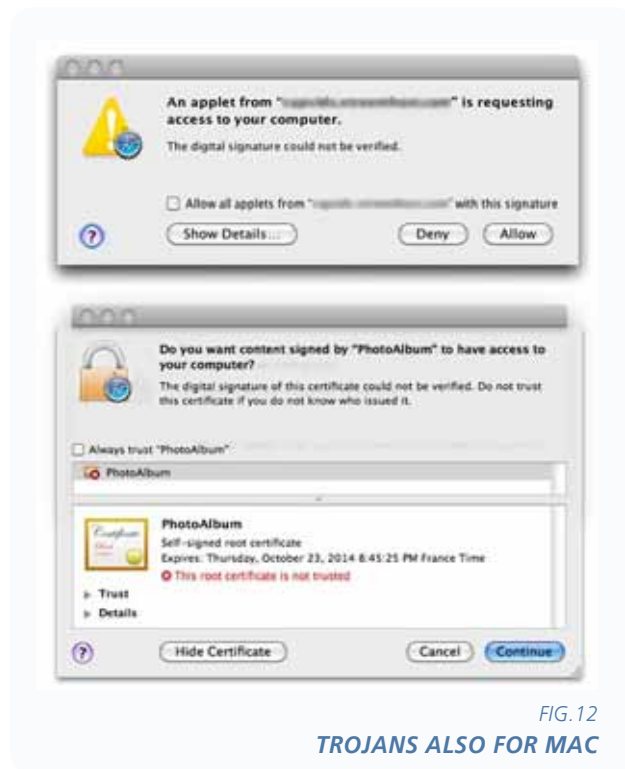 An applet from "" is requesting
access to your computer.
The digital signature could not be verified.
Allow all applets from "" with this signature
?
Show Details...
Deny
Allow
Do you want content signed by "PhotoAlbum" to have access to
your computer?
The digital signature of this certificate could not be verified. Do not trust
this certificate if you do not know who issued it.
Always trust "PhotoAlbum"
PhotoAlbum
Certificate
PhotoAlbum
Self-signed root certificate
Expires: Thursday, October 23, 2014 8:45:25 PM France Time
This root certificate is not trusted
Trust
Details
?
Hide Certificate
Cancel
Continue
FIG.12
TROJANS ALSO FOR MAC